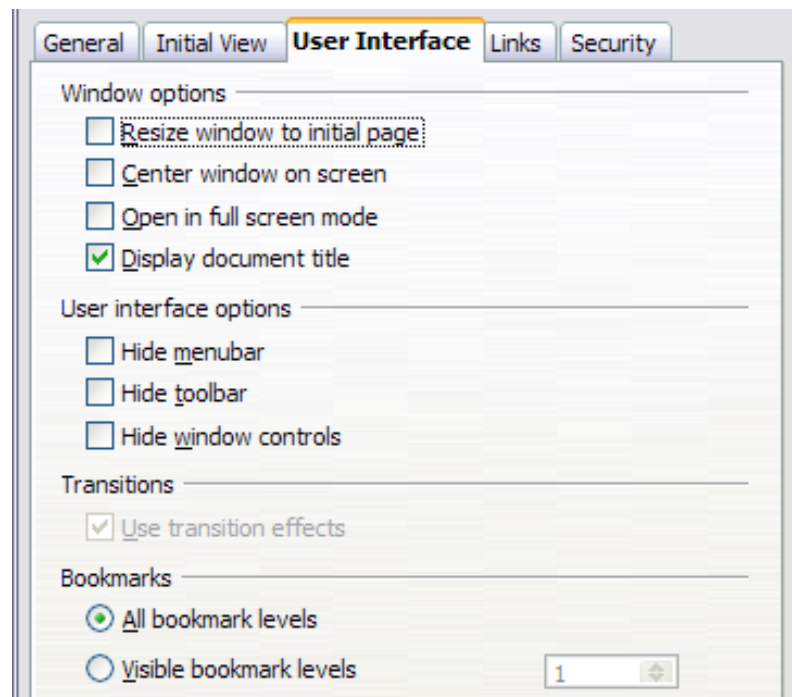 General Initial View User Interface Links Security
Window options
Resize window to initial page
Center window on screen
Open in full screen mode
Display document title
User interface options
Hide menubar
Hide toolbar
Hide window controls
Transitions
Use transition effects
Bookmarks
All bookmark levels
Visible bookmark levels 1